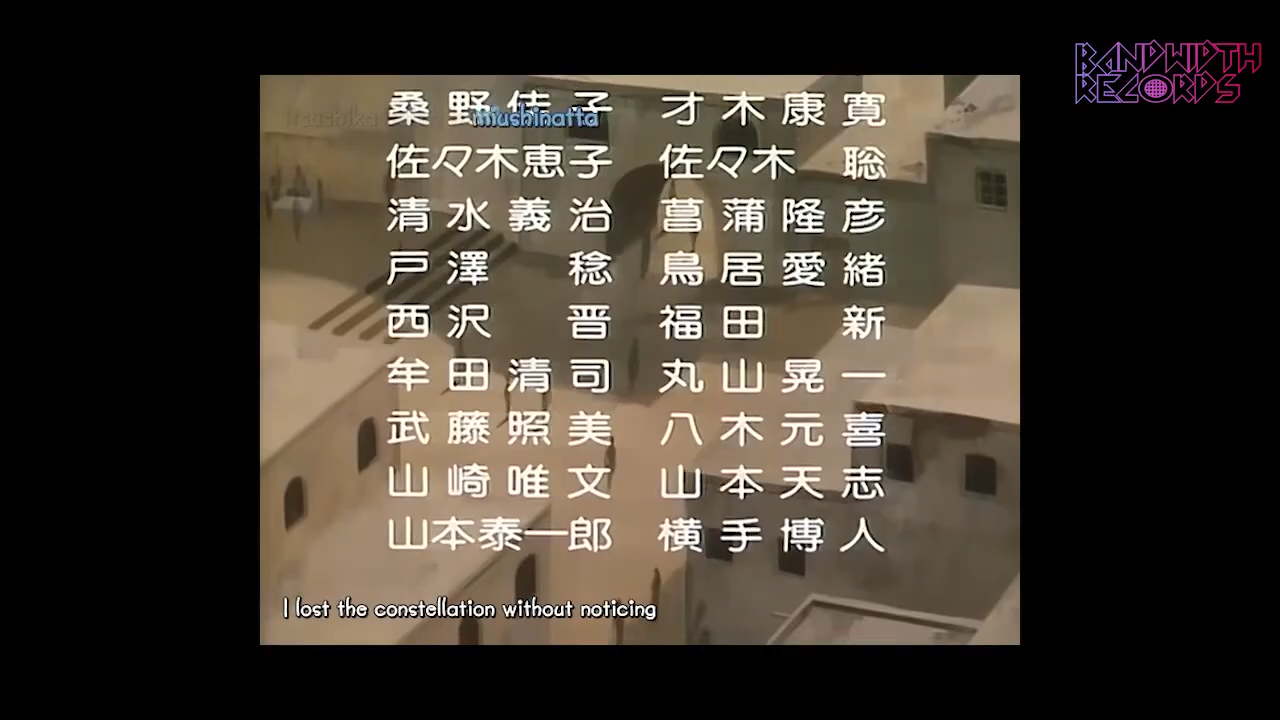 BANDWIDTH
RECORDS
itsushika miushinatta
桑野佳子 才木康寛
佐々木恵子 佐々木聡
清水義治 菖蒲隆彦
戸澤稔 鳥居愛緒
西沢晋 福田新
牟田清司 丸山晃一
武藤照美 八木元喜
山崎唯文 山本天志
山本泰一郎 横手博人
I lost the constellation without noticing